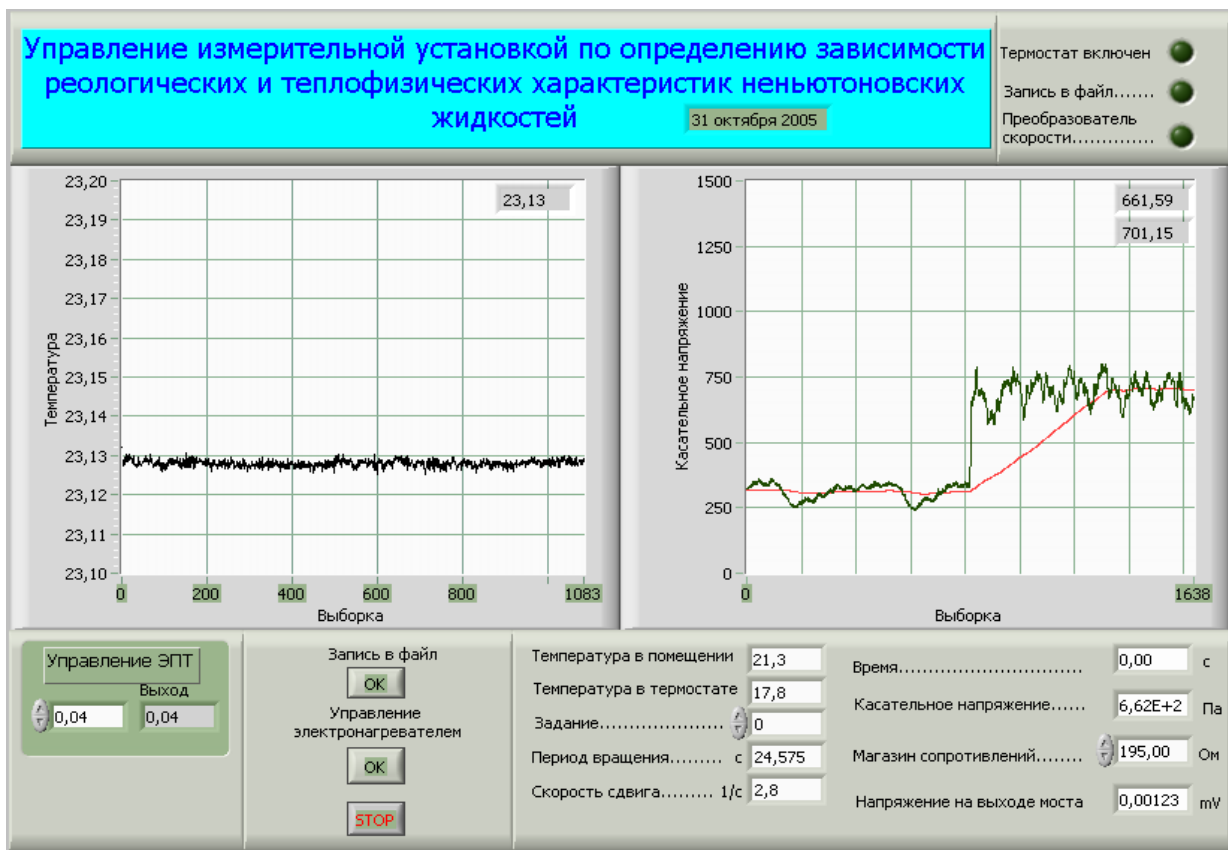 Управление измерительной установкой по определению зависимости
реологических и теплофизических характеристик неньютоновских
жидкостей
31 октября 2005
Термостат включен
Запись в файл.......
Преобразователь
скорости..............
23,20
23,19
23,18
23,17
23,16
23,15
23,14
23,13
23,12
23,11
23,10
Температура
23,13
0 200 400 600 800 1083
Выборка
1500
1250
1000
750
500
250
0
Касательное напряжение
661,59
701,15
0 1638
Выборка
Управление ЭПТ
Выход
0,04 0,04
Запись в файл
OK
Управление
электронагревателем
OK
STOP
Температура в помещении 21,3
Температура в термостате 17,8
Задание..................... 0
Период вращения......... с 24,575
Скорость сдвига......... 1/с 2,8
Время............................. 0,00 с
Касательное напряжение...... 6,62E+2 Па
Магазин сопротивлений........ 195,00 Ом
Напряжение на выходе моста 0,00123 mV